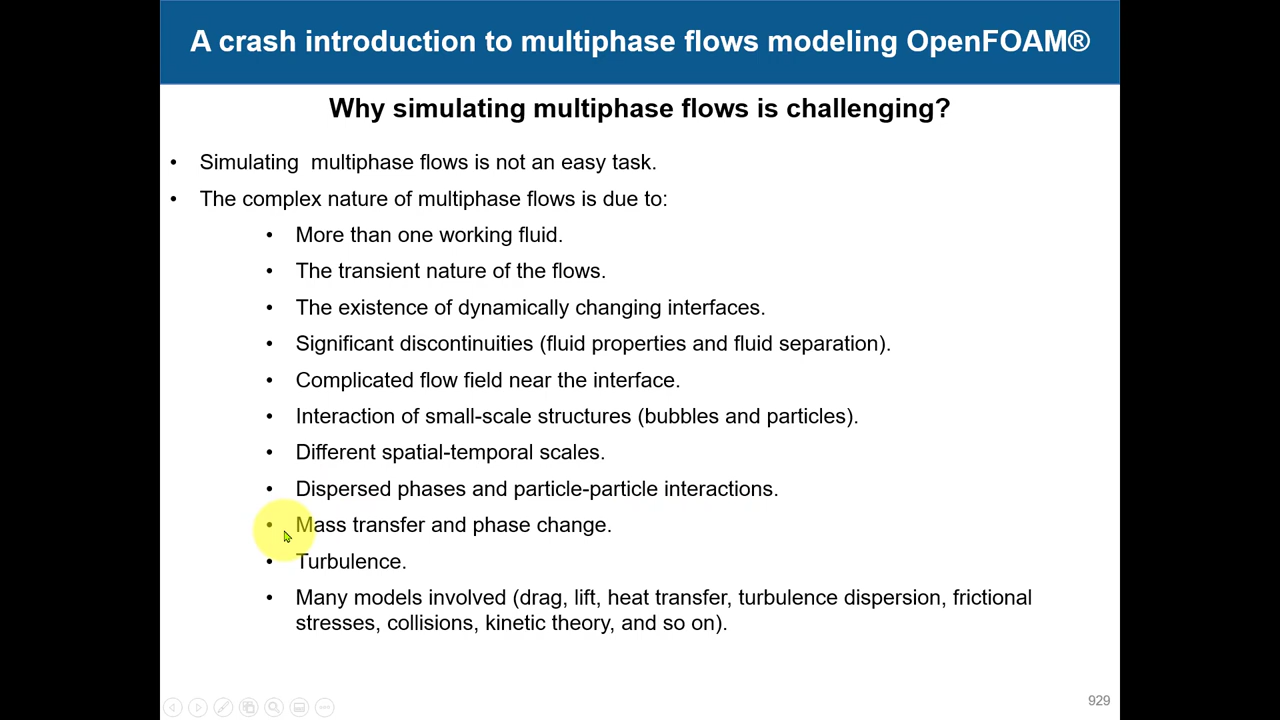 A crash introduction to multiphase flows modeling OpenFOAM®
Why simulating multiphase flows is challenging?
• Simulating  multiphase flows is not an easy task.
• The complex nature of multiphase flows is due to:
• More than one working fluid.
• The transient nature of the flows.
• The existence of dynamically changing interfaces.
• Significant discontinuities (fluid properties and fluid separation).
• Complicated flow field near the interface.
• Interaction of small-scale structures (bubbles and particles).
• Different spatial-temporal scales.
• Dispersed phases and particle-particle interactions.
• Mass transfer and phase change.
• Turbulence.
• Many models involved (drag, lift, heat transfer, turbulence dispersion, frictional
stresses, collisions, kinetic theory, and so on).
929